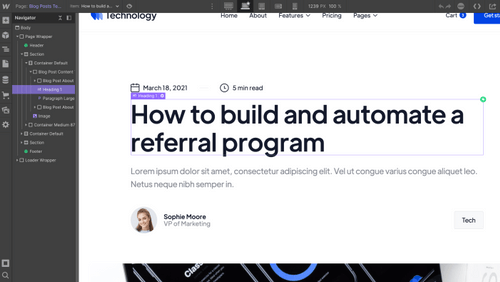 Page: Blog Posts T...
Item: How to build a...
1238 PX 100 %
Navigator
Body
Page Wrapper
Header
Section
Container Default
Blog Post Content
Blog Post About
Heading 1
Paragraph Large
Blog Post About
Image
Container Medium
Container Default
Section
Footer
Loader Wrapper
Technology
Home About Features Pricing Pages Cart Get sta
March 18, 2021 5 min read
Heading 1
How to build and automate a
referral program
Lorem ipsum dolor sit amet, consectetur adipiscing elit. Vel ut congue varius congue aliquet leo.
Netus neque nibh semper in.
Sophie Moore
VP of Marketing
Tech